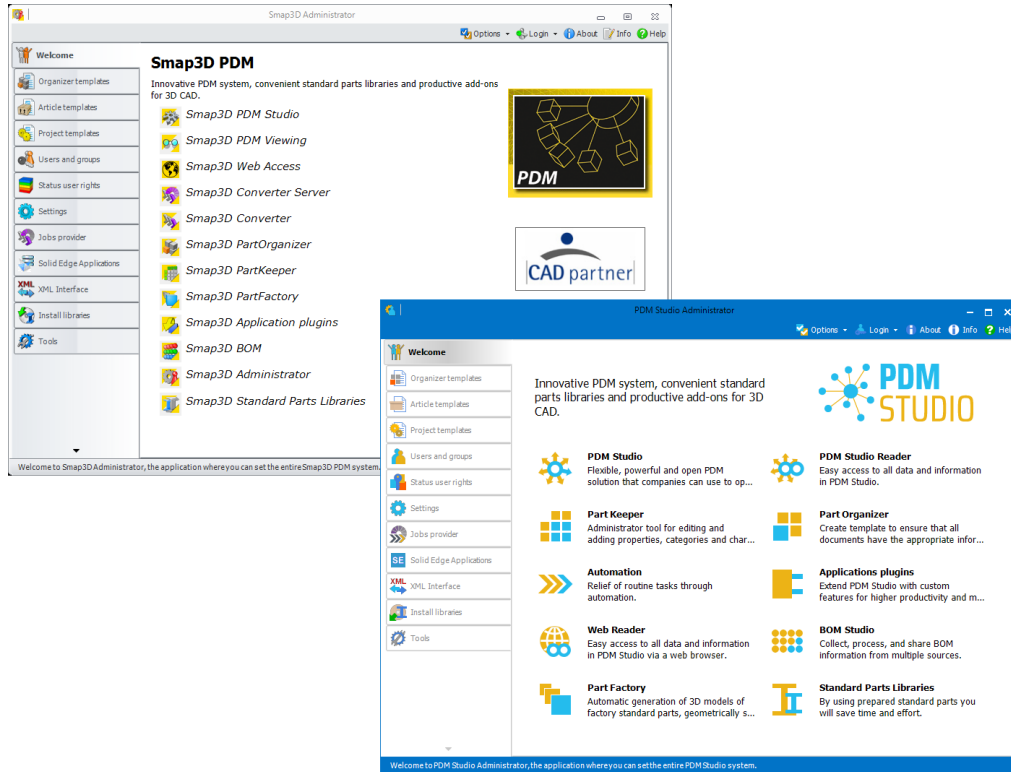 Smap3D Administrator
Options Login About Info Help
Welcome
Organizer templates
Article templates
Project templates
Users and groups
Status user rights
Settings
Jobs provider
Solid Edge Applications
XML XML Interface
Install libraries
Tools
Smap3D PDM
Innovative PDM system, convenient standard parts libraries and productive add-ons
for 3D CAD.
Smap3D PDM Studio
Smap3D PDM Viewing
Smap3D Web Access
Smap3D Converter Server
Smap3D Converter
Smap3D PartOrganizer
Smap3D PartKeeper
Smap3D PartFactory
Smap3D Application plugins
Smap3D BOM
Smap3D Administrator
Smap3D Standard Parts Libraries
PDM
CAD partner
Welcome to Smap3D Administrator, the application where you can set the entire Smap3D PDM system.
PDM Studio Administrator
Options Login About Info Hel
Welcome
Organizer templates
Article templates
Project templates
Users and groups
Status user rights
Settings
Jobs provider
SE Solid Edge Applications
XML XML Interface
Install libraries
Tools
Innovative PDM system, convenient standard
parts libraries and productive add-ons for 3D
CAD.
PDM
STUDIO
PDM Studio
Flexible, powerful and open PDM
solution that companies can use to op...
PDM Studio Reader
Easy access to all data and information
in PDM Studio.
Part Keeper
Administrator tool for editing and
adding properties, categories and char...
Part Organizer
Create template to ensure that all
documents have the appropriate infor...
Automation
Relief of routine tasks through
automation.
Applications plugins
Extend PDM Studio with custom
features for higher productivity and m...
Web Reader
Easy access to all data and information
in PDM Studio via a web browser.
BOM Studio
Collect, process, and share BOM
information from multiple sources.
Part Factory
Automatic generation of 3D models of
factory standard parts, geometrically s...
Standard Parts Libraries
By using prepared standard parts you
will save time and effort.
Welcome to PDM Studio Administrator, the application where you can set the entire PDM Studio system.